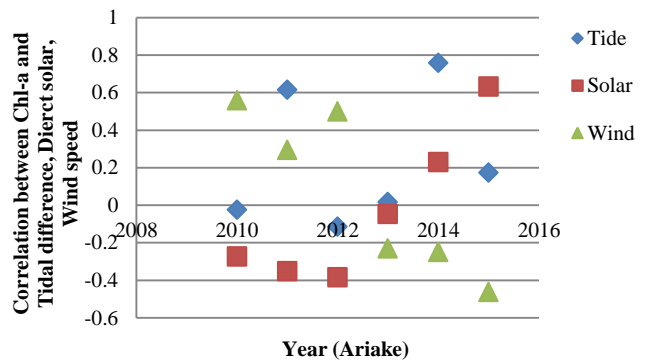 Correlation between Chl-a and
Tidal difference, Dierct solar,
Wind speed
1
0.8
0.6
0.4
0.2
0
-0.2
-0.4
-0.6
2008
2010
2012
2014
2016
Year (Ariake)
Tide
Solar
Wind